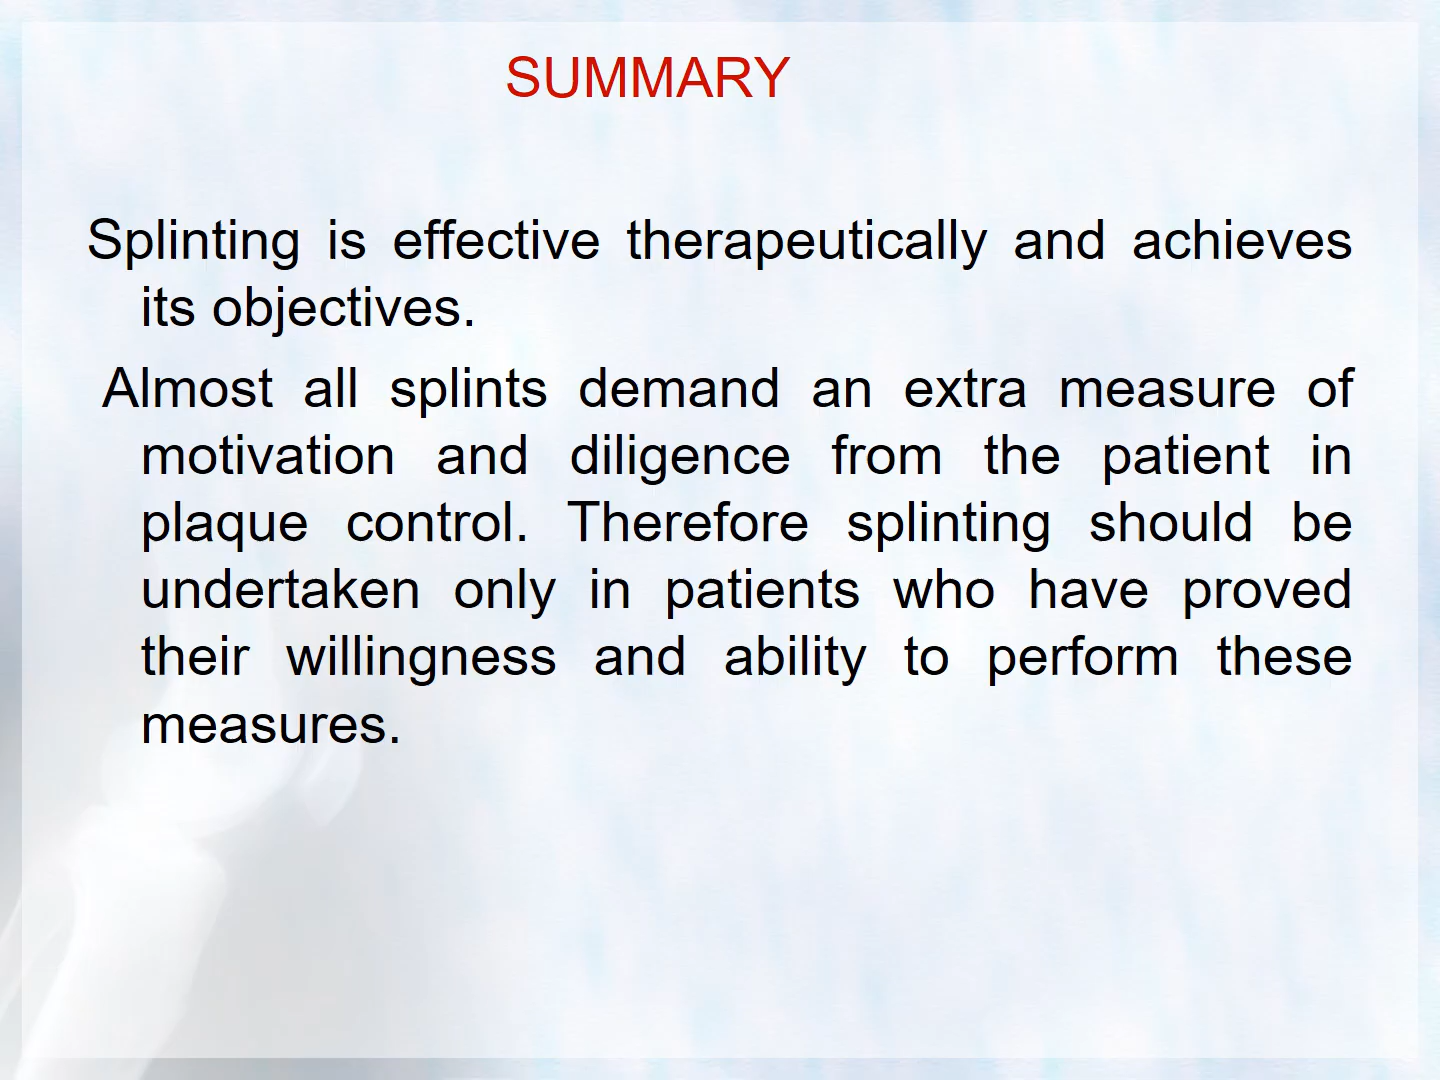 SUMMARY
Splinting is effective therapeutically and achieves
its objectives.
Almost all splints demand an extra measure of
motivation and diligence from the patient in
plaque control. Therefore splinting should be
undertaken only in patients who have proved
their willingness and ability to perform these
measures.